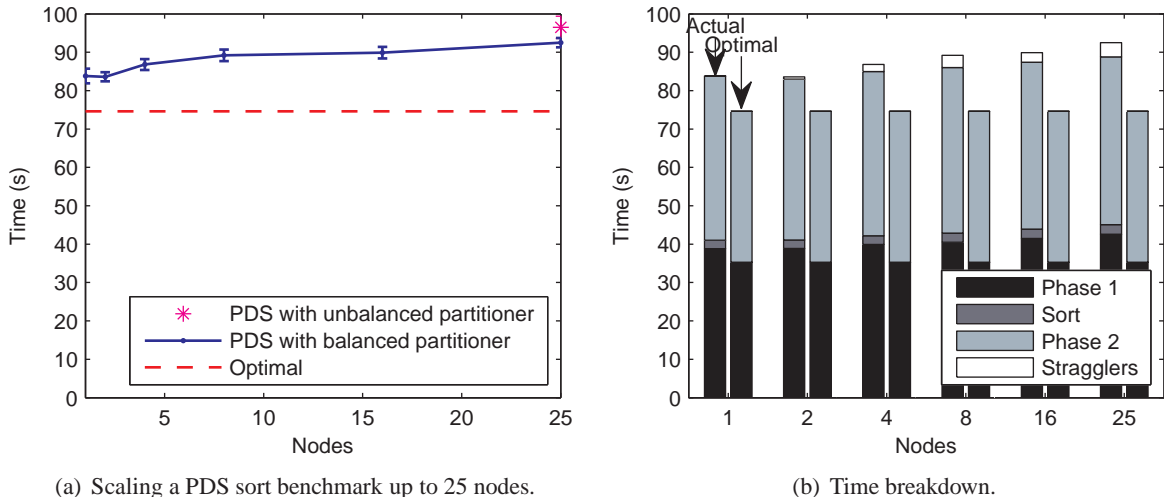 100
90
80
70
60
50
40
30
20
10
0
Time (s)
5
10
15
20
25
Nodes
PDS with unbalanced partitioner
PDS with balanced partitioner
Optimal
(a) Scaling a PDS sort benchmark up to 25 nodes.
100
90
80
70
60
50
40
30
20
10
0
Time (s)
Actual
Optimal
1
2
4
8
16
25
Nodes
Phase 1
Sort
Phase 2
Stragglers
(b) Time breakdown.